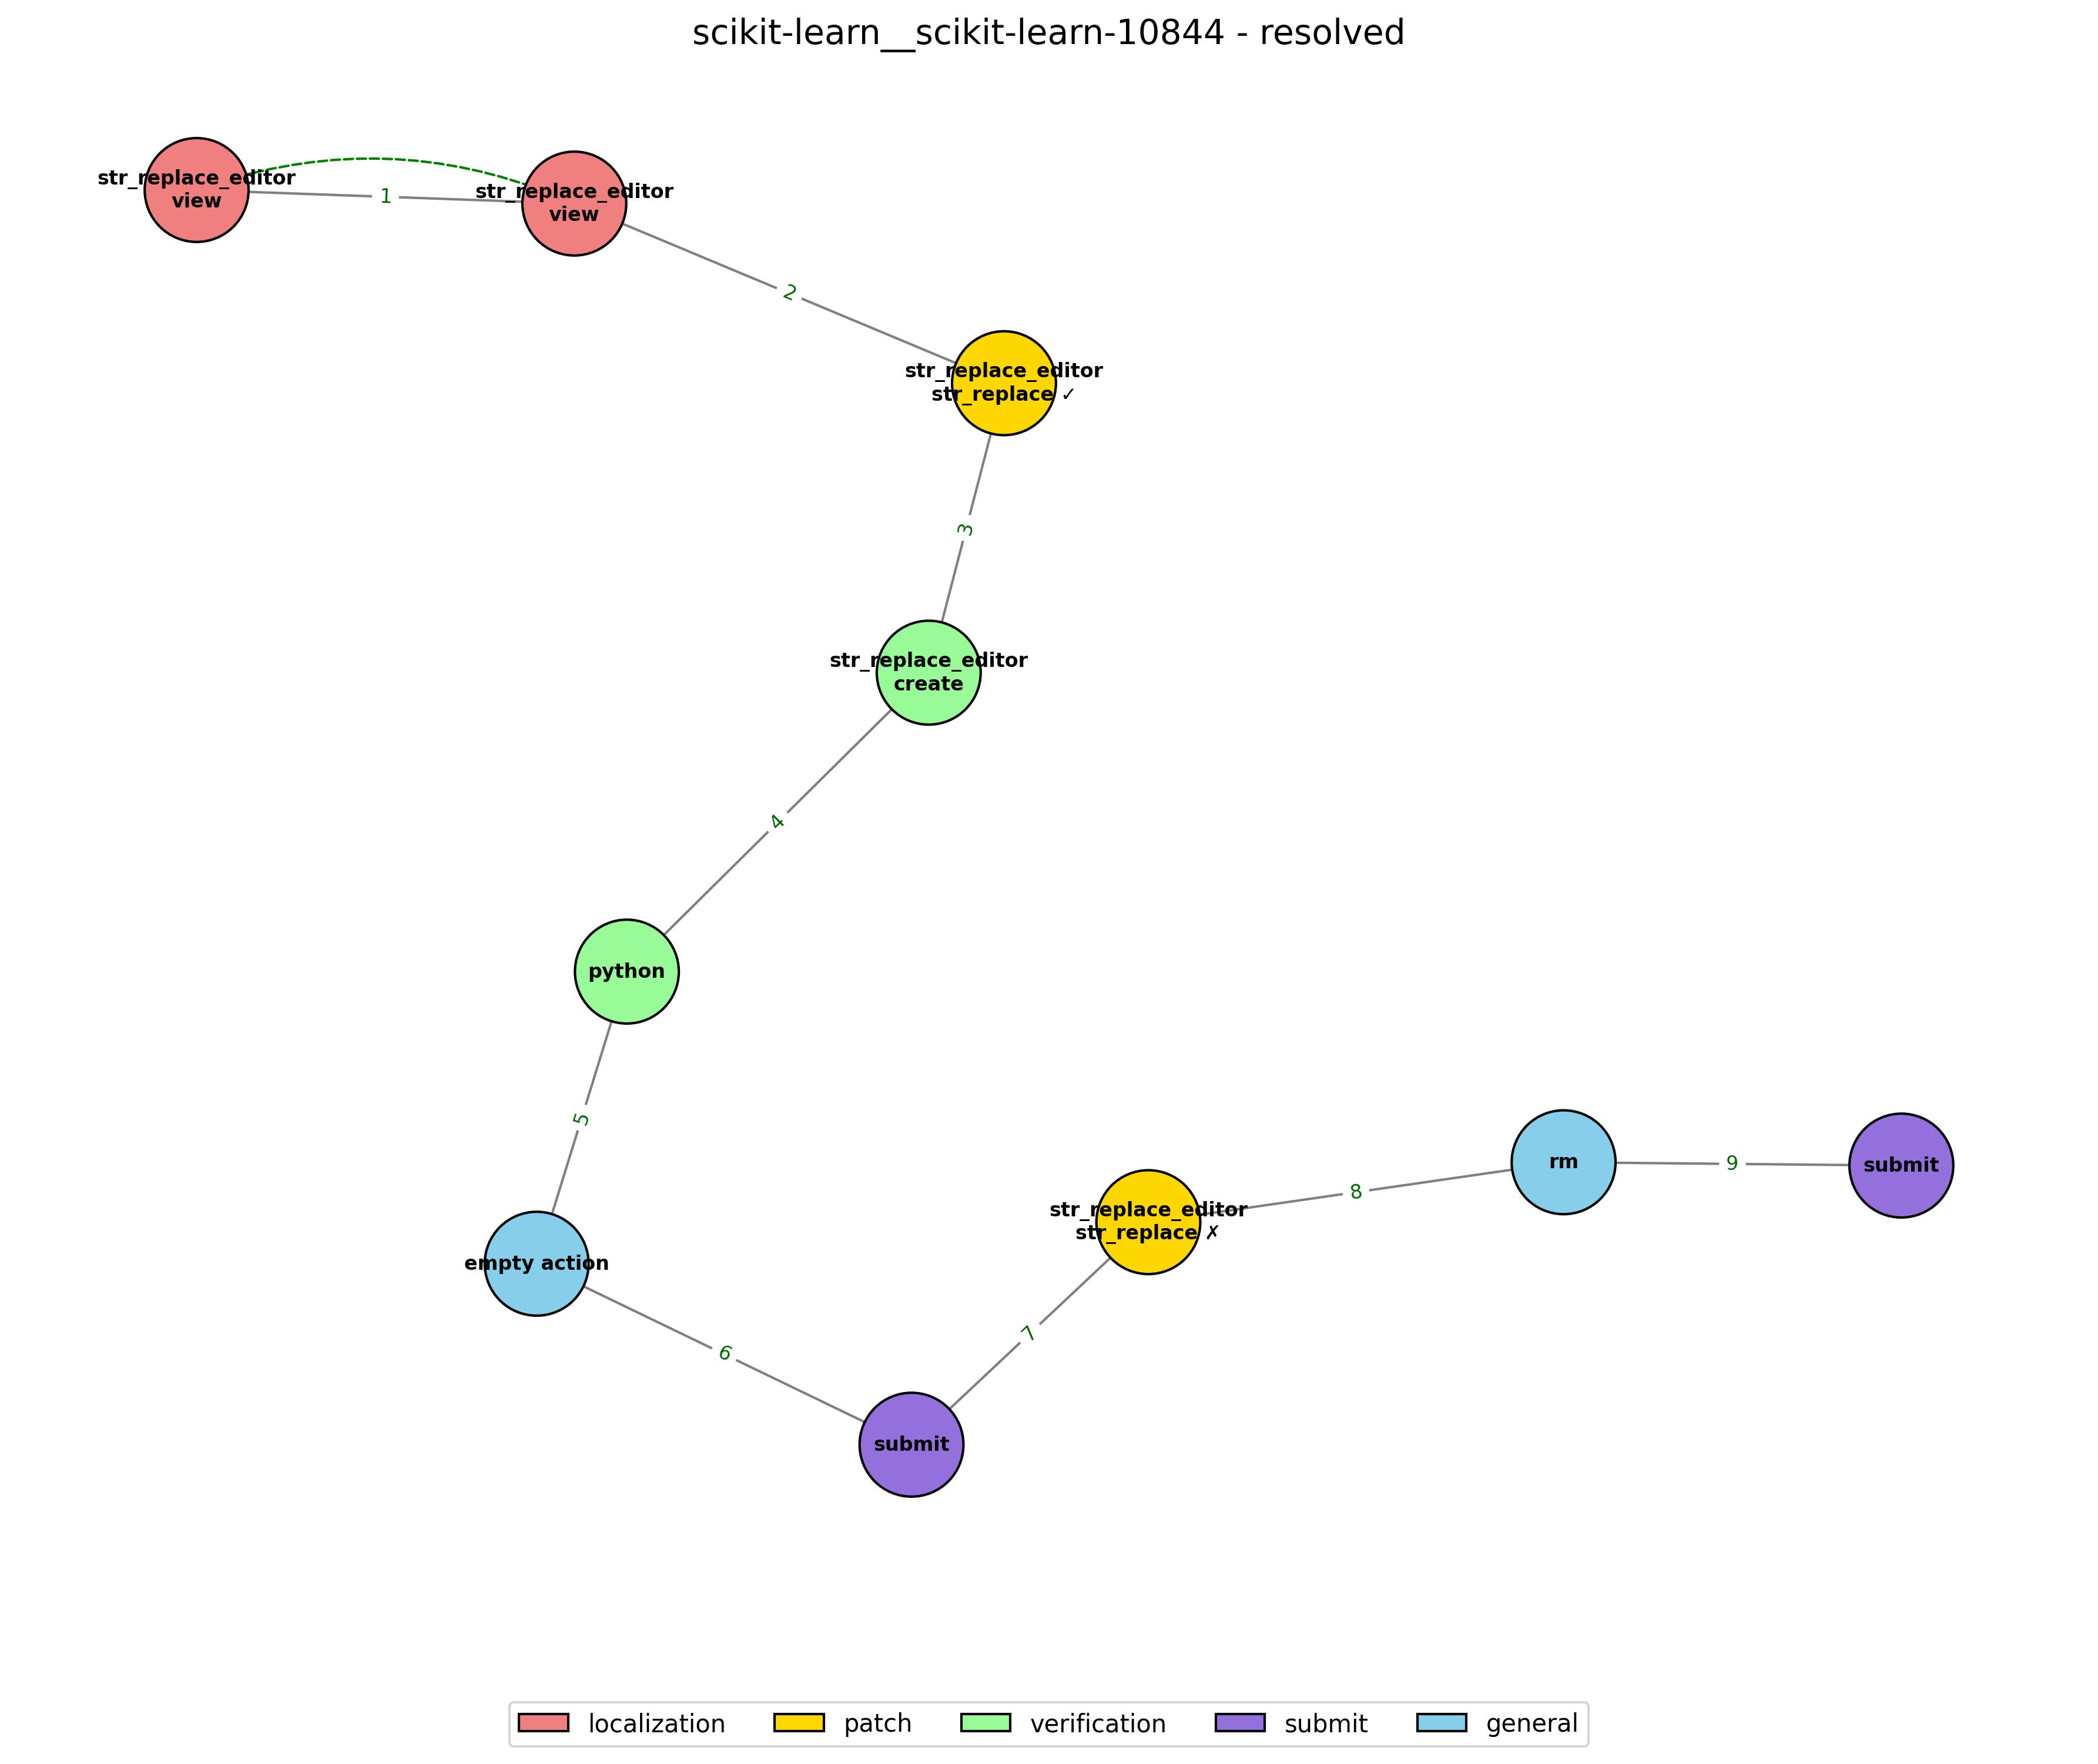 scikit-learn__scikit-learn-10844 - resolved
str_replace_editor
view
1
str_replace_editor
view
2
str_replace_editor
str_replace ✓
3
str_replace_editor
create
4
python
5
empty action
6
submit
7
str_replace_editor
str_replace ✗
8
rm
9
submit
localization
patch
verification
submit
general